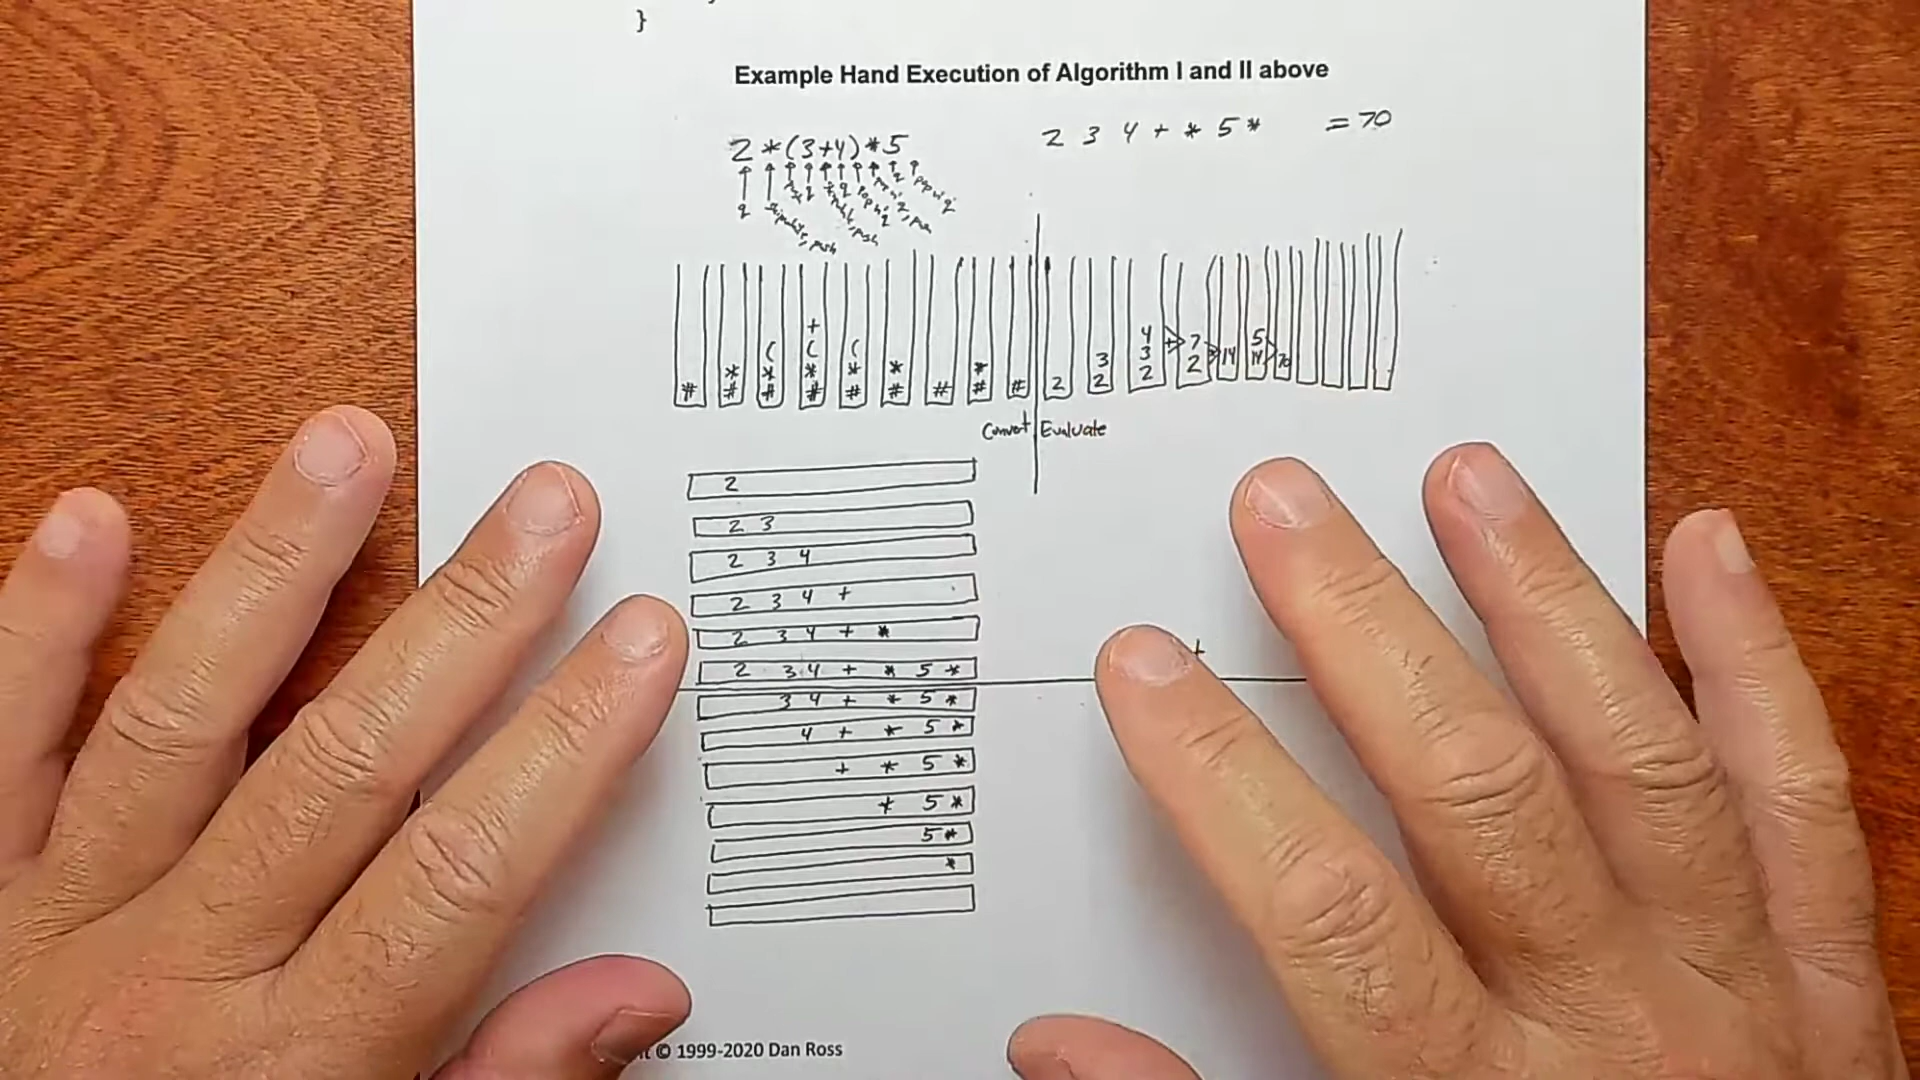 }
Example Hand Execution of Algorithm I and II above
2 * (3+4) * 5
2 3 4 + * 5 * = 70
+ 4
( ( ( 3 4 7 5
* * * * * * 3 2 14 14 70
# # # # # # # # # 2 2 2
Convert Evaluate
2
2 3
2 3 4
2 3 4 +
2 3 4 + *
2 3 4 + * 5 *
3 4 + * 5 *
4 + * 5 *
+ * 5 *
* 5 *
5 *
*
© 1999-2020 Dan Ross